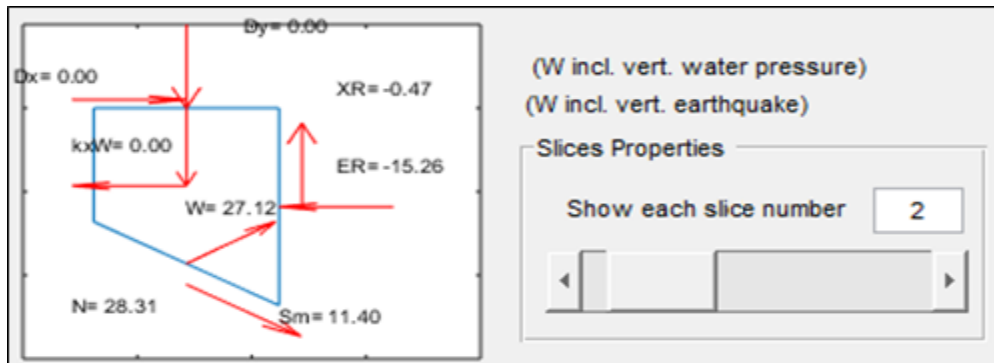 Dy= 0.00
Dx= 0.00
XR= -0.47
kxW= 0.00
ER= -15.26
W= 27.12
N= 28.31
Sm= 11.40
(W incl. vert. water pressure)
(W incl. vert. earthquake)
Slices Properties
Show each slice number 2